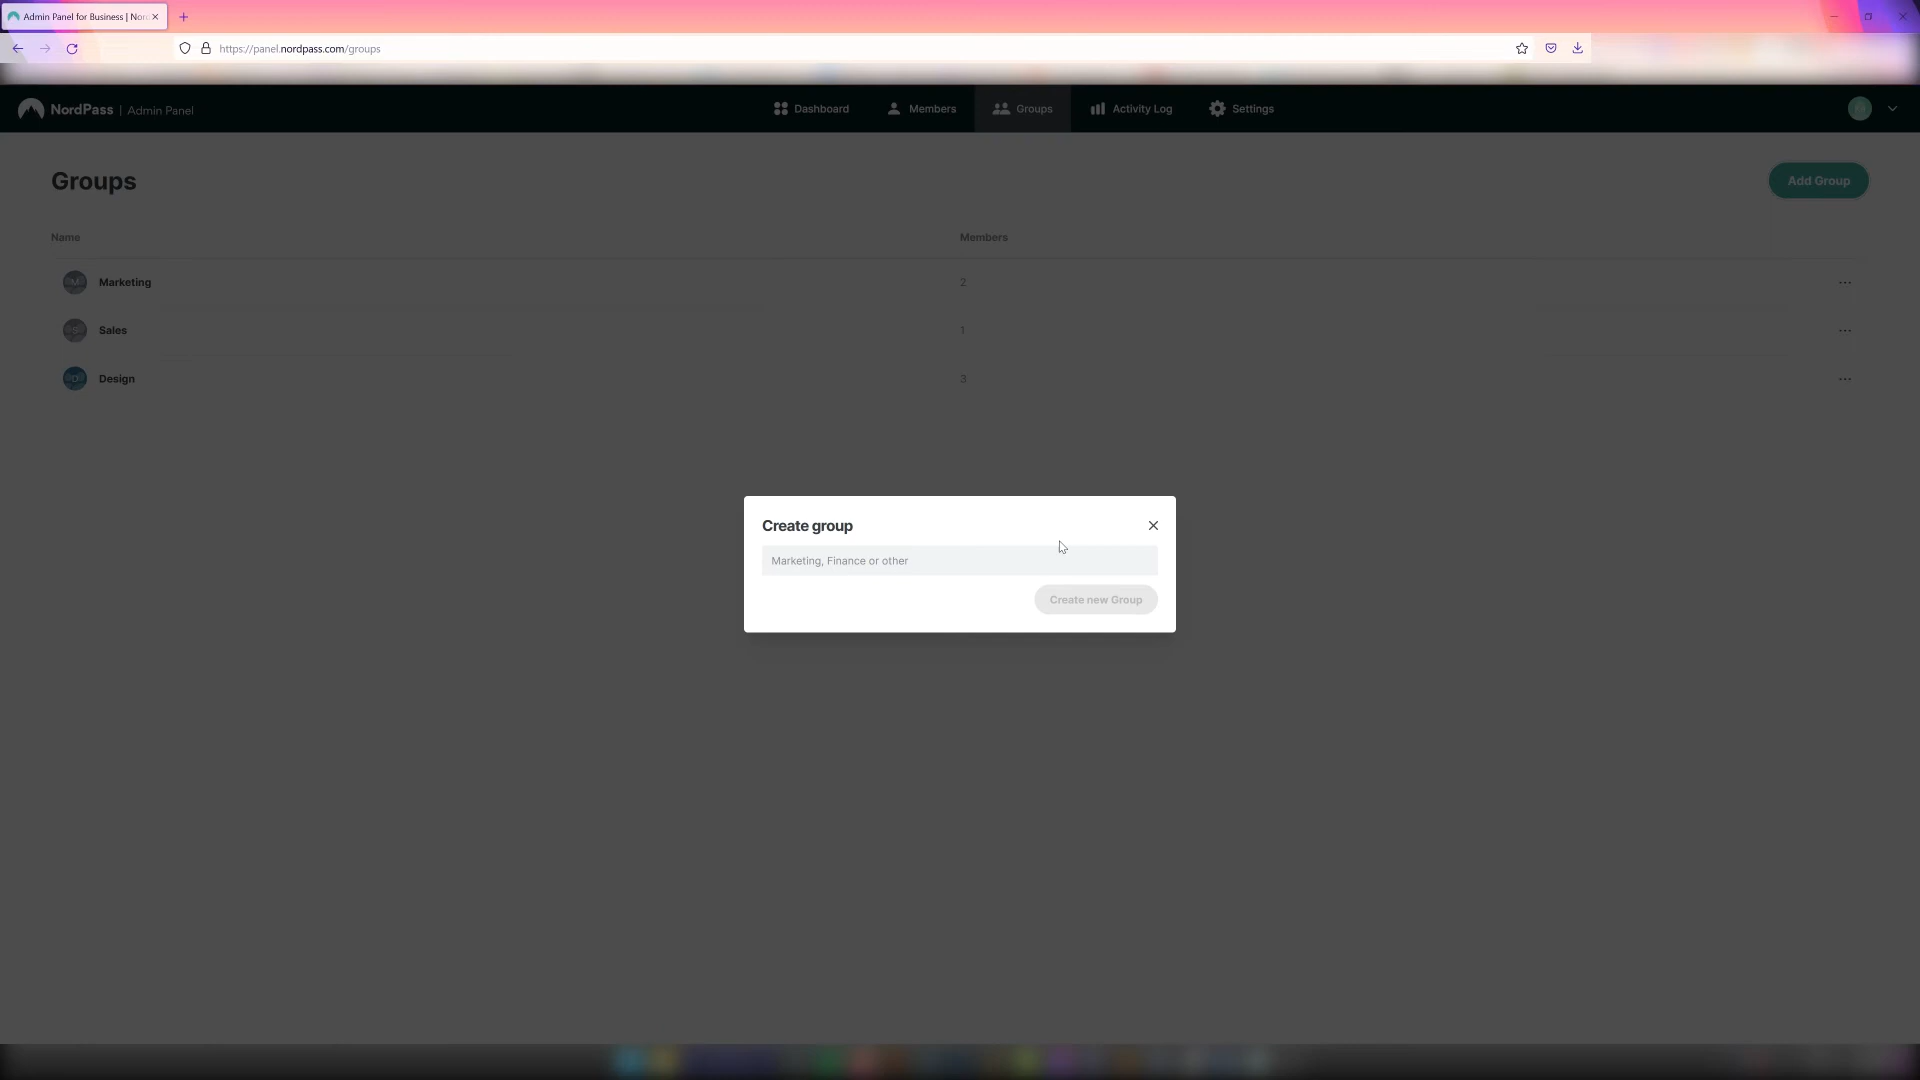 Admin Panel for Business | Nor
https://panel.nordpass.com/groups
NordPass | Admin Panel
Dashboard
Members
Groups
Activity Log
Settings
Groups
Add Group
Name
Members
M
Marketing
2
S
Sales
1
D
Design
3
Create group
Marketing, Finance or other
Create new Group